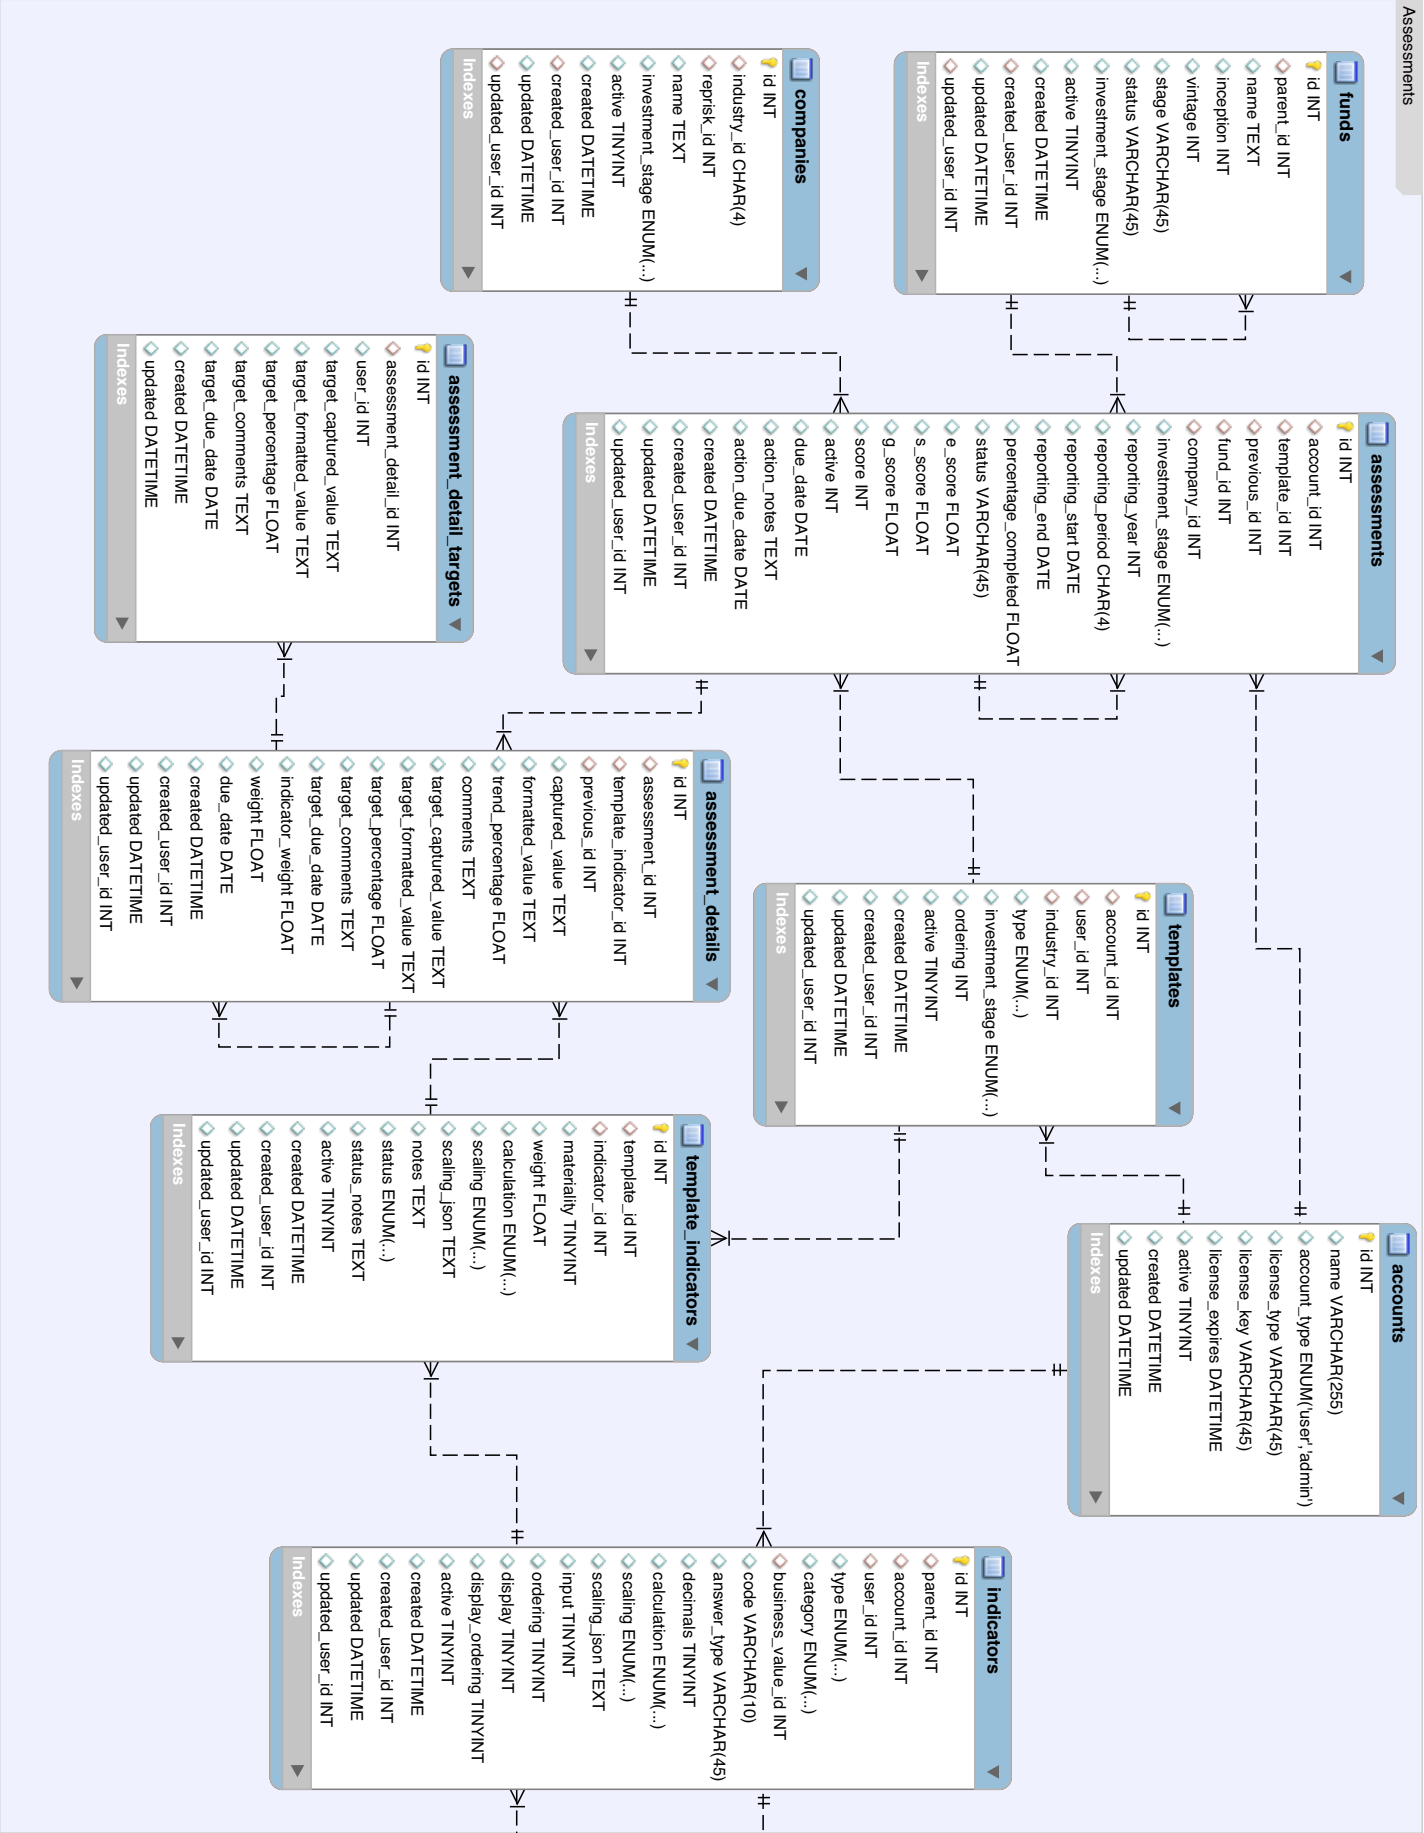 Assessments
funds
id INT
parent_id INT
name TEXT
inception INT
vintage INT
stage VARCHAR(45)
status VARCHAR(45)
investment_stage ENUM(...)
active TINYINT
created DATETIME
created_user_id INT
updated DATETIME
updated_user_id INT
companies
id INT
industry_id CHAR(4)
reprisk_id INT
name TEXT
investment_stage ENUM(...)
active TINYINT
created DATETIME
created_user_id INT
updated DATETIME
updated_user_id INT
Indexes
assessments
id INT
account_id INT
template_id INT
previous_id INT
fund_id INT
company_id INT
investment_stage ENUM(...)
reporting_year INT
reporting_period CHAR(4)
reporting_start DATE
reporting_end DATE
percentage_completed FLOAT
status VARCHAR(45)
e_score FLOAT
s_score FLOAT
g_score FLOAT
score INT
active INT
due_date DATE
action_notes TEXT
action_due_date DATE
created DATETIME
created_user_id INT
updated DATETIME
updated_user_id INT
Indexes
assessment_detail_targets
id INT
assessment_detail_id INT
user_id INT
target_captured_value TEXT
target_formatted_value TEXT
target_percentage FLOAT
target_comments TEXT
target_due_date DATE
created DATETIME
updated DATETIME
Indexes
assessment_details
id INT
assessment_id INT
template_indicator_id INT
previous_id INT
captured_value TEXT
formatted_value TEXT
trend_percentage FLOAT
comments TEXT
target_captured_value TEXT
target_formatted_value TEXT
target_percentage FLOAT
target_comments TEXT
target_due_date DATE
indicator_weight FLOAT
weight FLOAT
due_date DATE
created DATETIME
created_user_id INT
updated DATETIME
updated_user_id INT
Indexes
templates
id INT
account_id INT
user_id INT
industry_id INT
type ENUM(...)
investment_stage ENUM(...)
ordering INT
active TINYINT
created DATETIME
created_user_id INT
updated DATETIME
updated_user_id INT
Indexes
template_indicators
id INT
template_id INT
indicator_id INT
materiality TINYINT
weight FLOAT
calculation ENUM(...)
scaling ENUM(...)
scaling_json TEXT
notes TEXT
status ENUM(...)
status_notes TEXT
active TINYINT
created DATETIME
created_user_id INT
updated DATETIME
updated_user_id INT
Indexes
accounts
id INT
name VARCHAR(255)
account_type ENUM('user','admin')
license_type VARCHAR(45)
license_key VARCHAR(45)
license_expires DATETIME
active TINYINT
created DATETIME
updated DATETIME
Indexes
indicators
id INT
parent_id INT
account_id INT
user_id INT
type ENUM(...)
category ENUM(...)
business_value_id INT
code VARCHAR(10)
answer_type VARCHAR(45)
decimals TINYINT
calculation ENUM(...)
scaling ENUM(...)
scaling_json TEXT
input TINYINT
ordering TINYINT
display TINYINT
display_ordering TINYINT
active TINYINT
created DATETIME
created_user_id INT
updated DATETIME
updated_user_id INT
Indexes